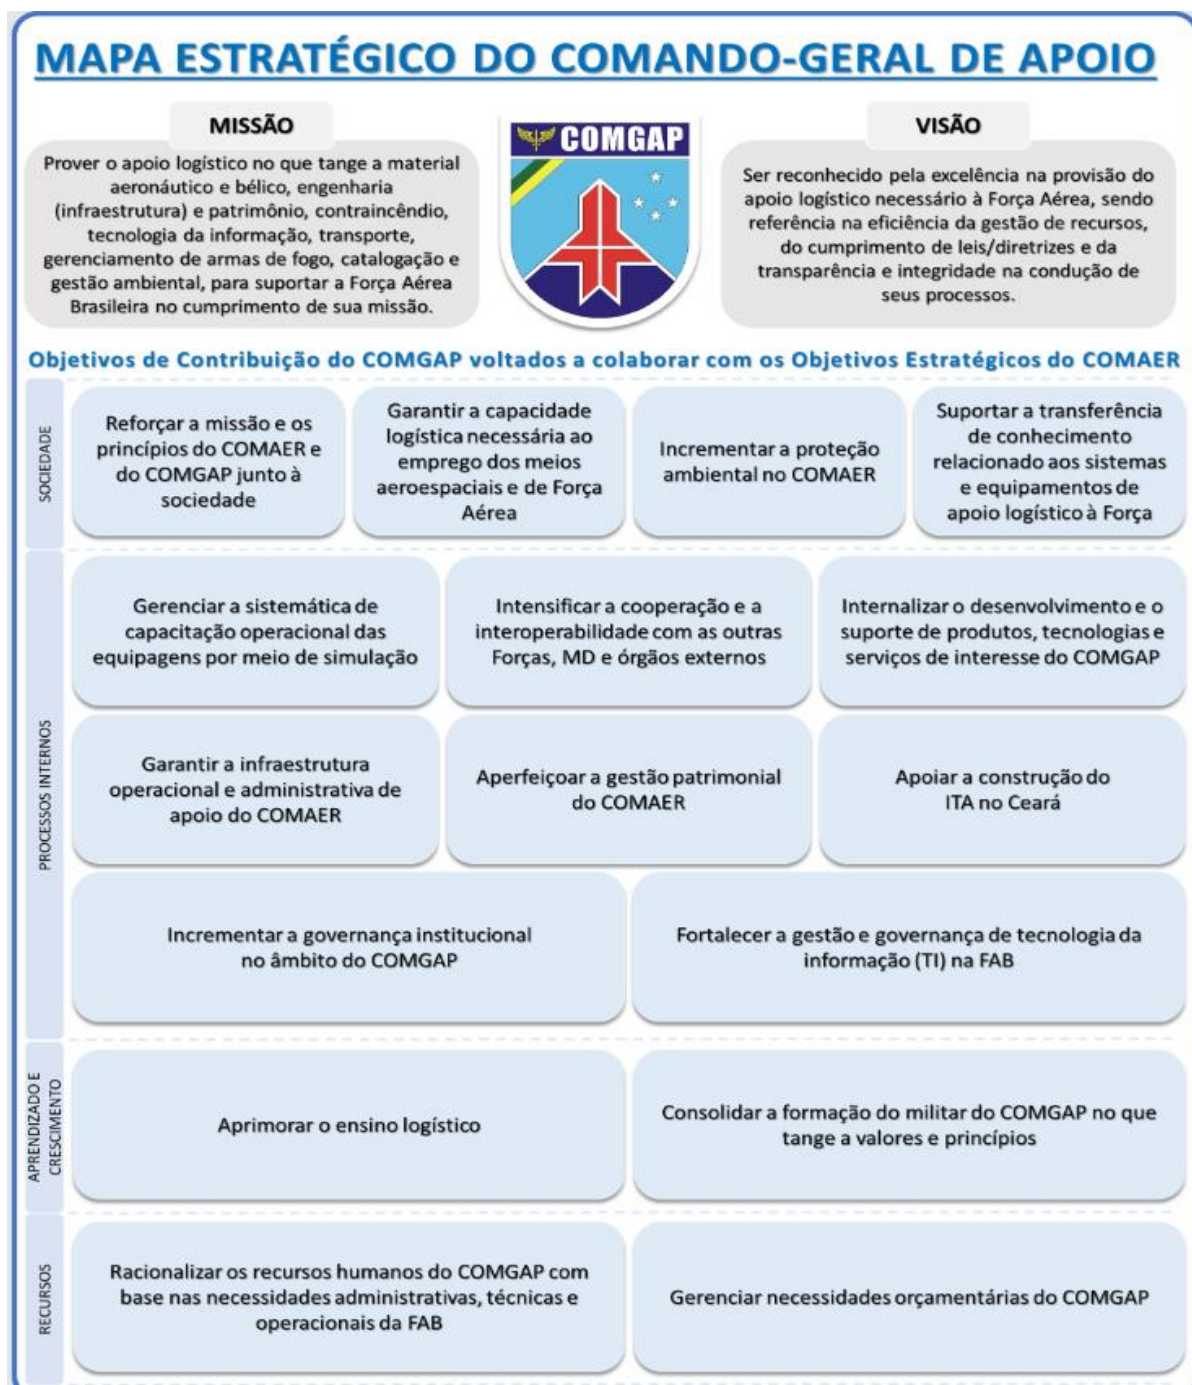 MAPA ESTRATÉGICO DO COMANDO-GERAL DE APOIO
MISSÃO
Prover o apoio logístico no que tange a material
aeronáutico e bélico, engenharia
(infraestrutura) e patrimônio, contraincêndio,
tecnologia da informação, transporte,
gerenciamento de armas de fogo, catalogação e
gestão ambiental, para suportar a Força Aérea
Brasileira no cumprimento de sua missão.
COMGAP
VISÃO
Ser reconhecido pela excelência na provisão do
apoio logístico necessário à Força Aérea, sendo
referência na eficiência da gestão de recursos,
do cumprimento de leis/diretrizes e da
transparência e integridade na condução de
seus processos.
Objetivos de Contribuição do COMGAP voltados a colaborar com os Objetivos Estratégicos do COMAER
SOCIEDADE
Reforçar a missão e os
princípios do COMAER e
do COMGAP junto à
sociedade
Garantir a capacidade
logística necessária ao
emprego dos meios
aeroespaciais e de Força
Aérea
Incrementar a proteção
ambiental no COMAER
Suportar a transferência
de conhecimento
relacionado aos sistemas
e equipamentos de
apoio logístico à Força
PROCESSOS INTERNOS
Gerenciar a sistemática de
capacitação operacional das
equipagens por meio de simulação
Intensificar a cooperação e a
interoperabilidade com as outras
Forças, MD e órgãos externos
Internalizar o desenvolvimento e o
suporte de produtos, tecnologias e
serviços de interesse do COMGAP
Garantir a infraestrutura
operacional e administrativa de
apoio do COMAER
Aperfeiçoar a gestão patrimonial
do COMAER
Apoiar a construção do
ITA no Ceará
Incrementar a governança institucional
no âmbito do COMGAP
Fortalecer a gestão e governança de tecnologia da
informação (TI) na FAB
APRENDIZADO E
CRESCIMENTO
Aprimorar o ensino logístico
Consolidar a formação do militar do COMGAP no que
tange a valores e princípios
RECURSOS
Racionalizar os recursos humanos do COMGAP com
base nas necessidades administrativas, técnicas e
operacionais da FAB
Gerenciar necessidades orçamentárias do COMGAP